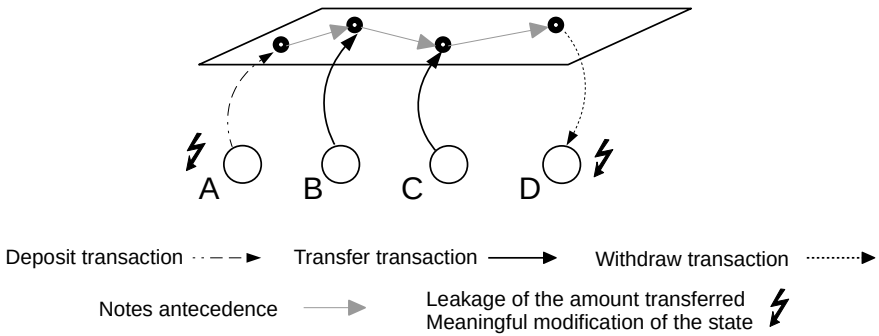 A
B
C
D
Deposit transaction
Transfer transaction
Withdraw transaction
Notes antecedence
Leakage of the amount transferred
Meaningful modification of the state